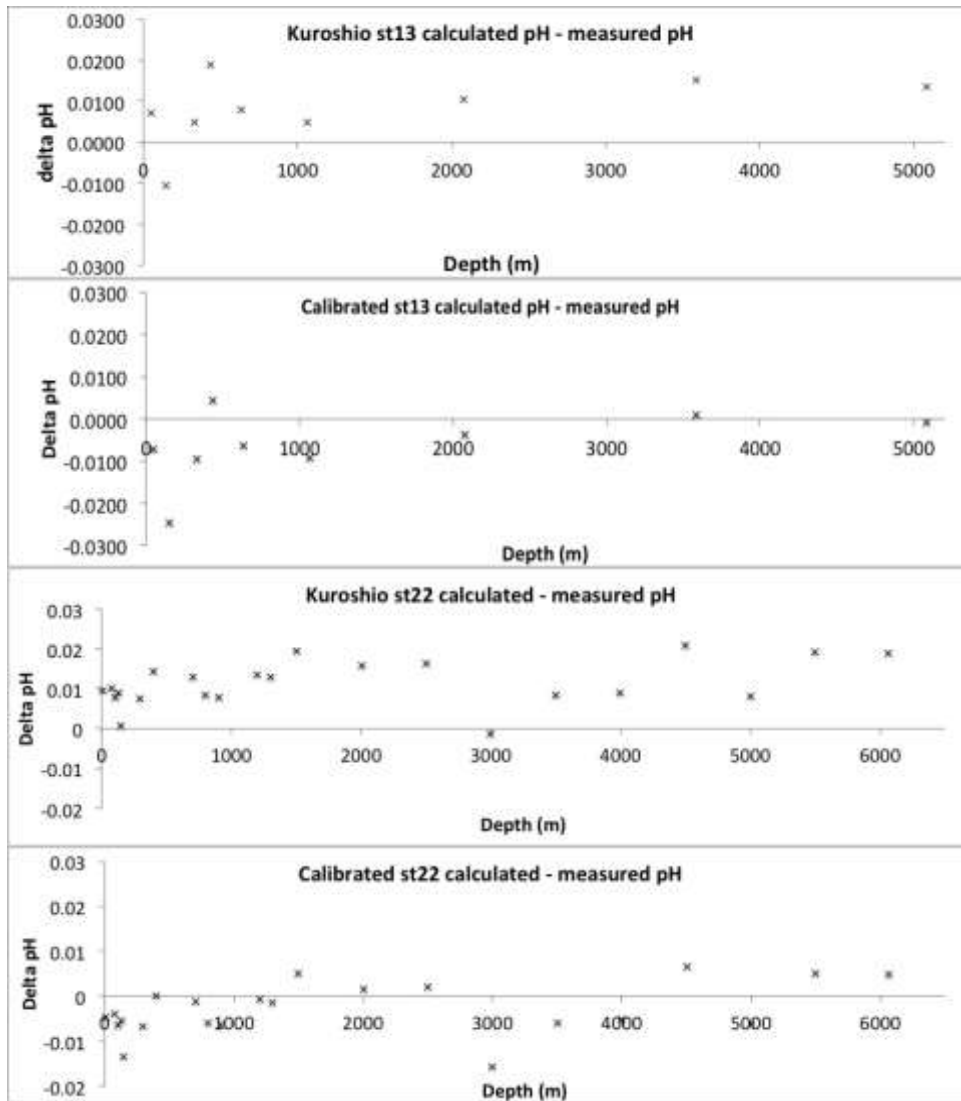 Kuroshio st13 calculated pH - measured pH
0.0300
0.0200
0.0100
0.0000
-0.0100
-0.0200
-0.0300
delta pH
0 1000 2000 3000 4000 5000
Depth (m)
Calibrated st13 calculated pH - measured pH
0.0300
0.0200
0.0100
0.0000
-0.0100
-0.0200
-0.0300
Delta pH
0 1000 2000 3000 4000 5000
Depth (m)
Kuroshio st22 calculated - measured pH
0.03
0.02
0.01
0
-0.01
-0.02
Delta pH
0 1000 2000 3000 4000 5000 6000
Depth (m)
Calibrated st22 calculated - measured pH
0.03
0.02
0.01
0
-0.01
-0.02
Delta pH
0 1000 2000 3000 4000 5000 6000
Depth (m)